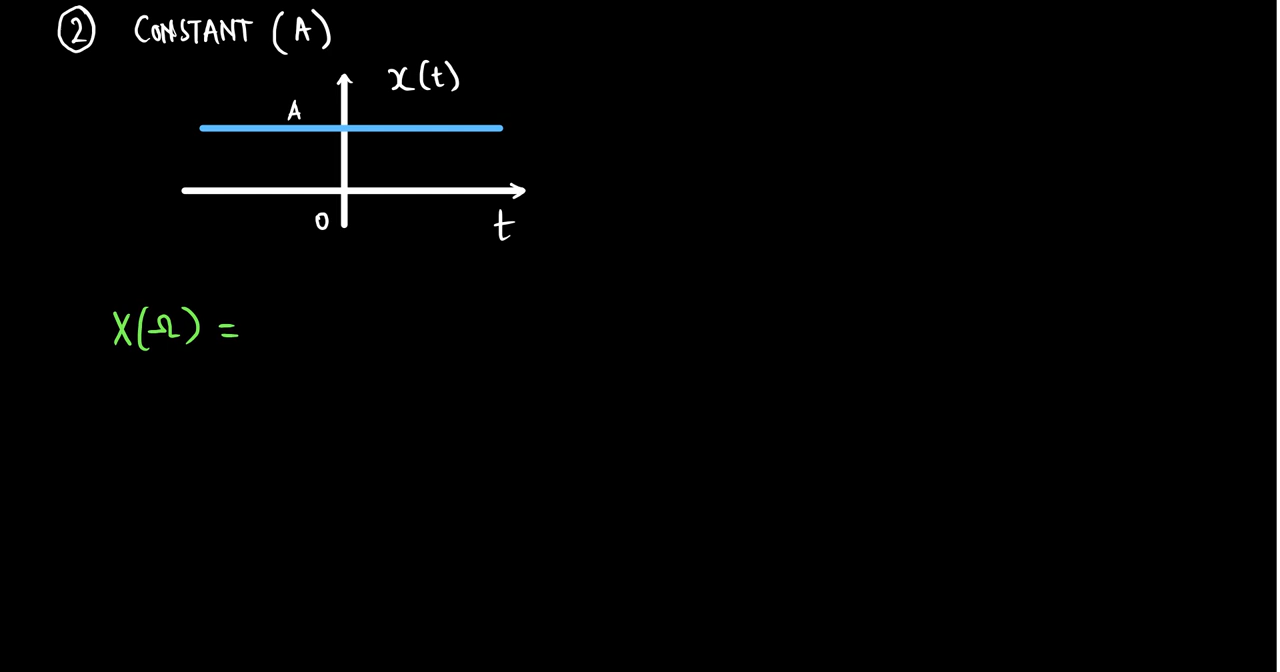 ② CONSTANT (A)
x(t)
A
0
t
X(Ω) =